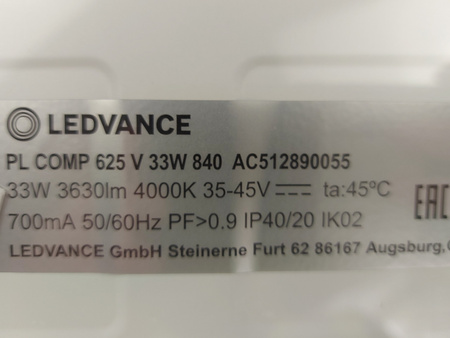 LEDVANCE
PL COMP 625 V 33W 840 AC512890055
33W 3630lm 4000K 35-45V ⎓ ta:45ºC
700mA 50/60Hz PF>0.9 IP40/20 IK02
EAC
LEDVANCE GmbH Steinerne Furt 62 86167 Augsburg,